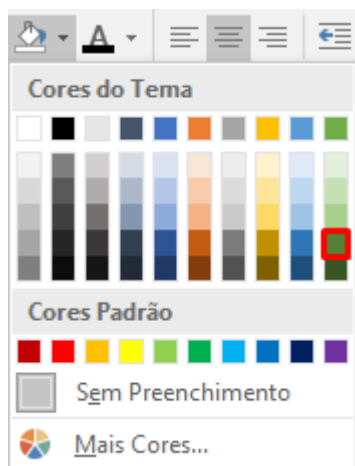 A
Cores do Tema
Cores Padrão
Sem Preenchimento
Mais Cores...